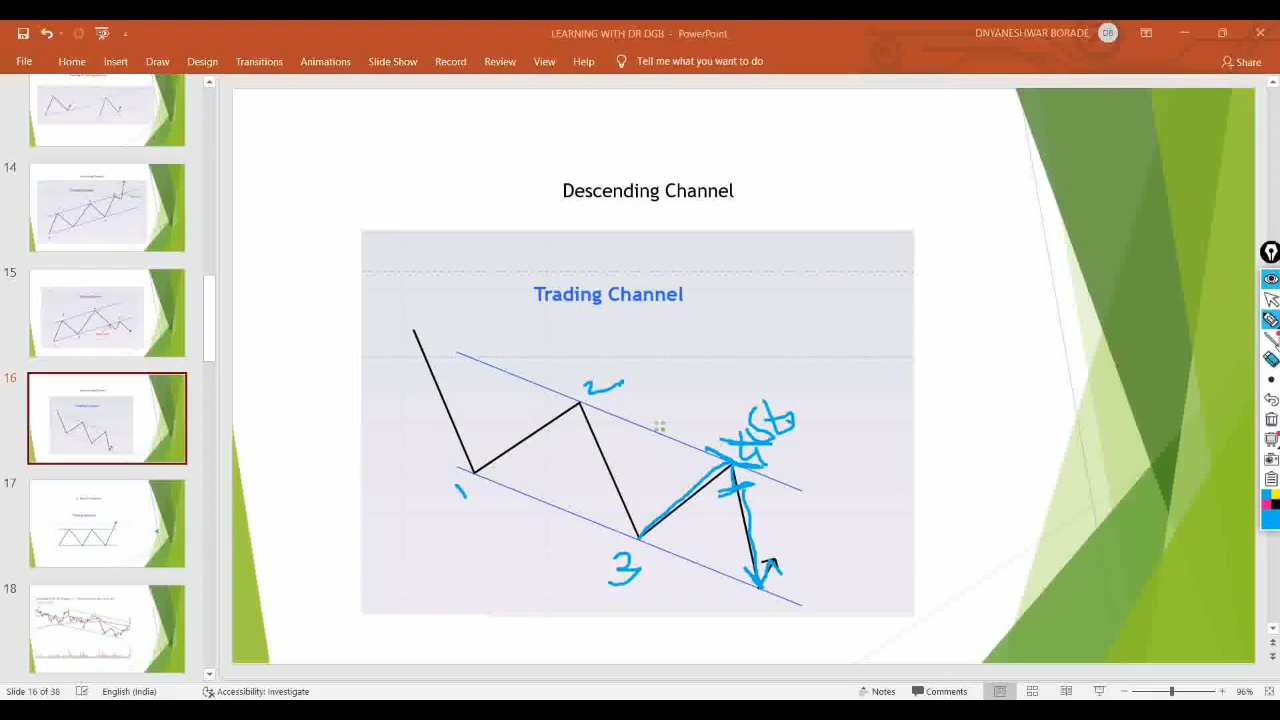 LEARNING WITH DR DGB - PowerPoint
DNYANESHWAR BORADE DB
File Home Insert Draw Design Transitions Animations Slide Show Record Review View Help Tell me what you want to do Share
14
15
16
17
18
Descending Channel
Trading Channel
1
2
3
4
Slide 16 of 38 English (India) Accessibility: Investigate Notes Comments 96%